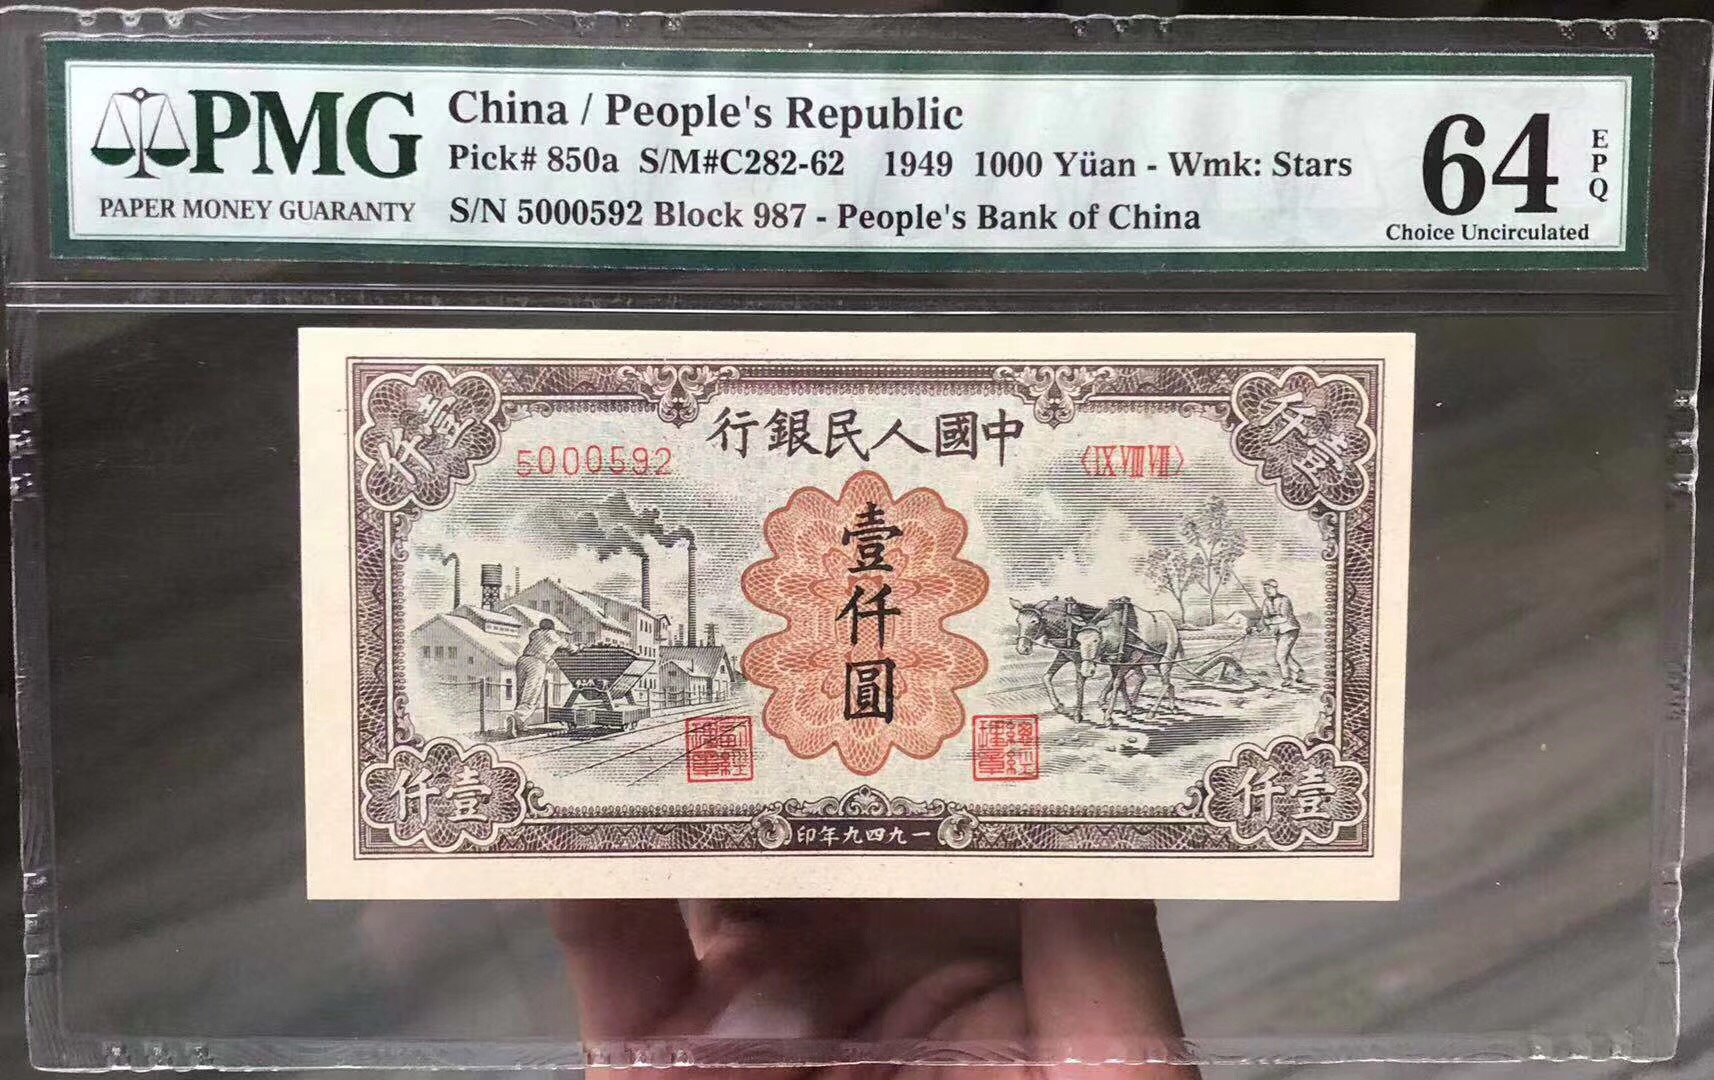 PMG
PAPER MONEY GUARANTY
China / People's Republic
Pick# 850a S/M#C282-62 1949 1000 Yüan - Wmk: Stars
S/N 5000592 Block 987 - People's Bank of China
64
EPQ
Choice Uncirculated
行銀民人國中
5000592
〈IX VIII VII〉
仟壹
仟壹
壹仟圓
仟壹
仟壹
印年九四九一